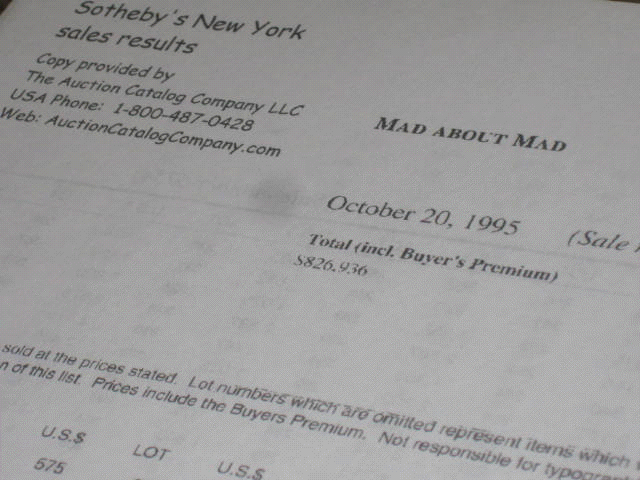 Sotheby's New York
sales results
Copy provided by
The Auction Catalog Company LLC
USA Phone: 1-800-487-0428
Web: AuctionCatalogCompany.com
MAD ABOUT MAD
October 20, 1995 (Sale
Total (incl. Buyer's Premium)
$826,936
sold at the prices stated. Lot numbers which are omitted represent items which
n of this list. Prices include the Buyers Premium. Not responsible for typogra
U.S.$ LOT U.S.$
575